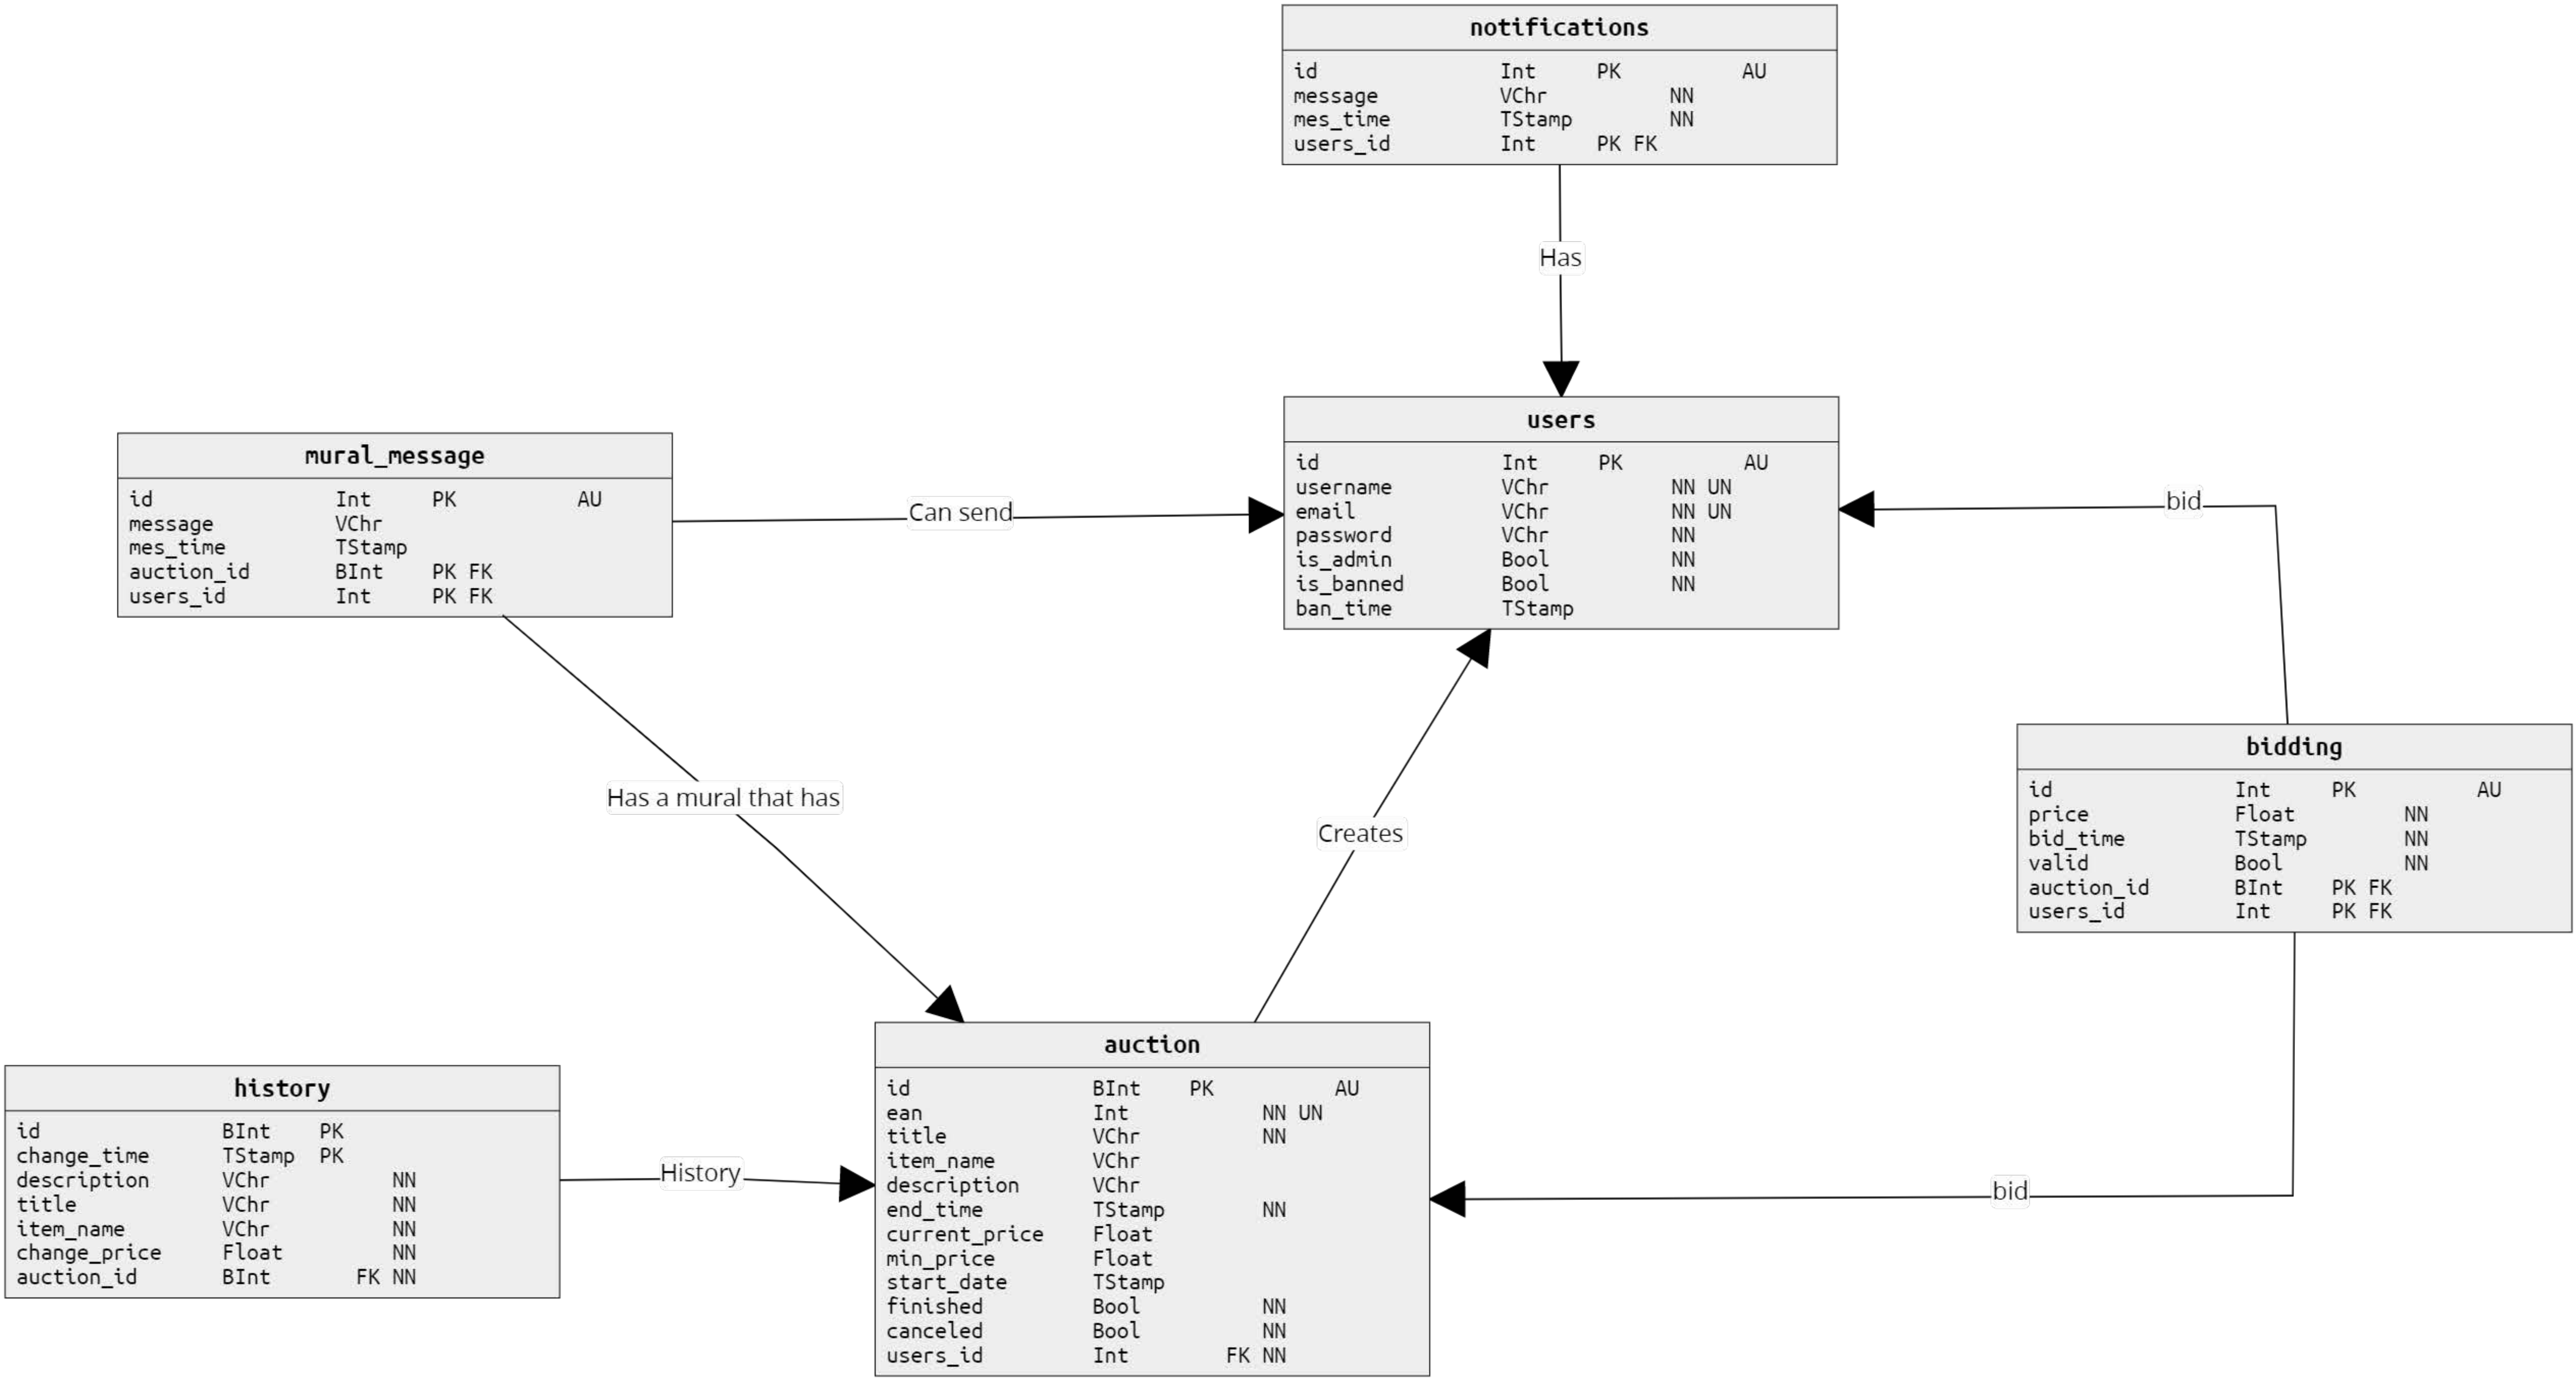 notifications
id Int PK AU
message VChr NN
mes_time TStamp NN
users_id Int PK FK
Has
users
id Int PK AU
username VChr NN UN
email VChr NN UN
password VChr NN
is_admin Bool NN
is_banned Bool NN
ban_time TStamp
mural_message
id Int PK AU
message VChr
mes_time TStamp
auction_id BInt PK FK
users_id Int PK FK
Can send
bid
bidding
id Int PK AU
price Float NN
bid_time TStamp NN
valid Bool NN
auction_id BInt PK FK
users_id Int PK FK
Has a mural that has
Creates
history
id BInt PK
change_time TStamp PK
description VChr NN
title VChr NN
item_name VChr NN
change_price Float NN
auction_id BInt FK NN
History
auction
id BInt PK AU
ean Int NN UN
title VChr NN
item_name VChr
description VChr
end_time TStamp NN
current_price Float
min_price Float
start_date TStamp
finished Bool NN
canceled Bool NN
users_id Int FK NN
bid